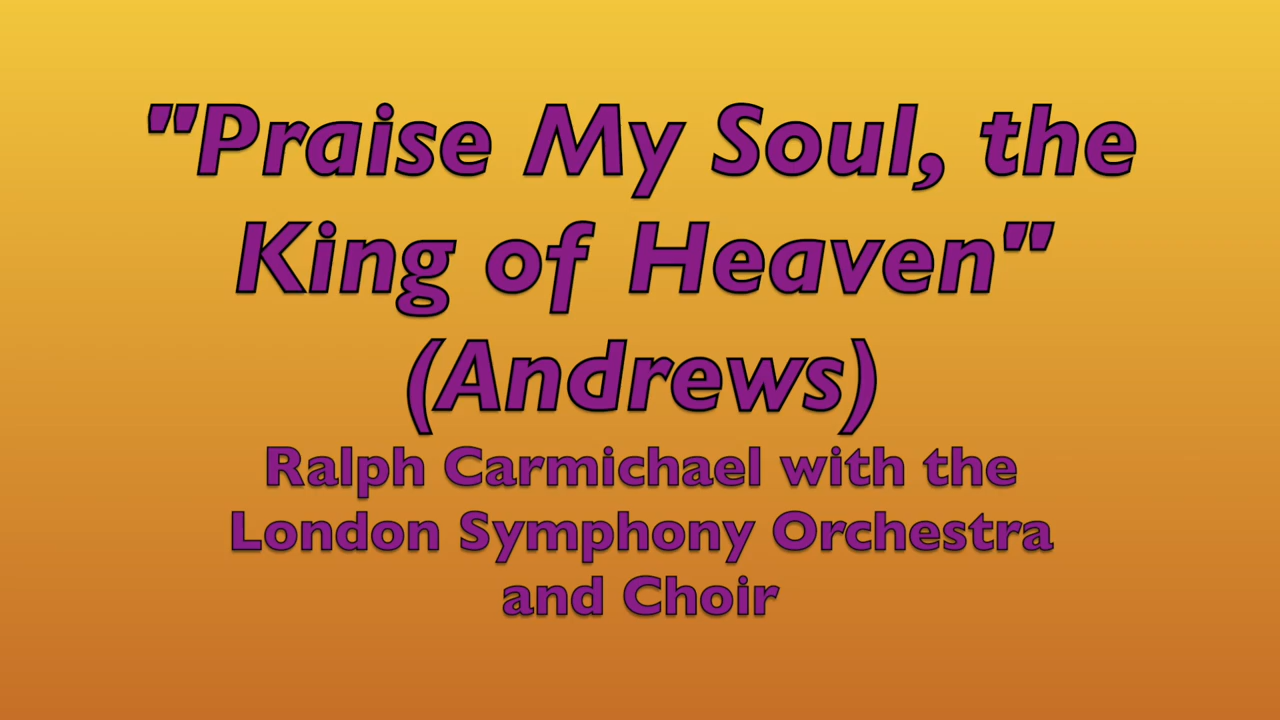 "Praise My Soul, the
King of Heaven"
(Andrews)
Ralph Carmichael with the
London Symphony Orchestra
and Choir